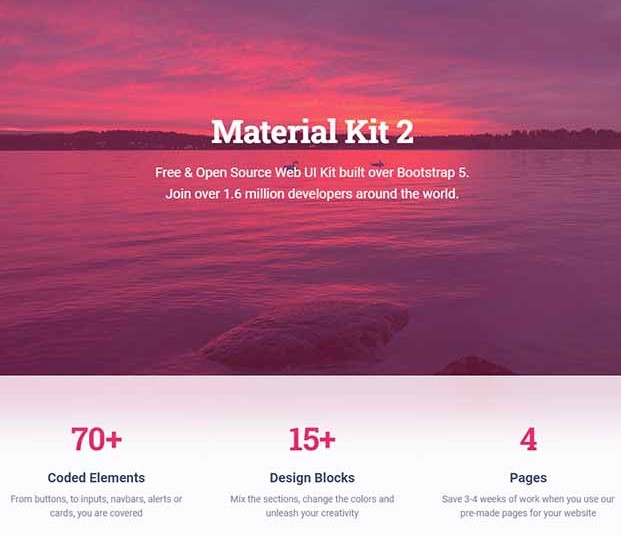 Material Kit 2
Free & Open Source Web UI Kit built over Bootstrap 5.
Join over 1.6 million developers around the world.
70+
15+
4
Coded Elements
Design Blocks
Pages
From buttons, to inputs, navbars, alerts or
cards, you are covered
Mix the sections, change the colors and
unleash your creativity
Save 3-4 weeks of work when you use our
pre-made pages for your website